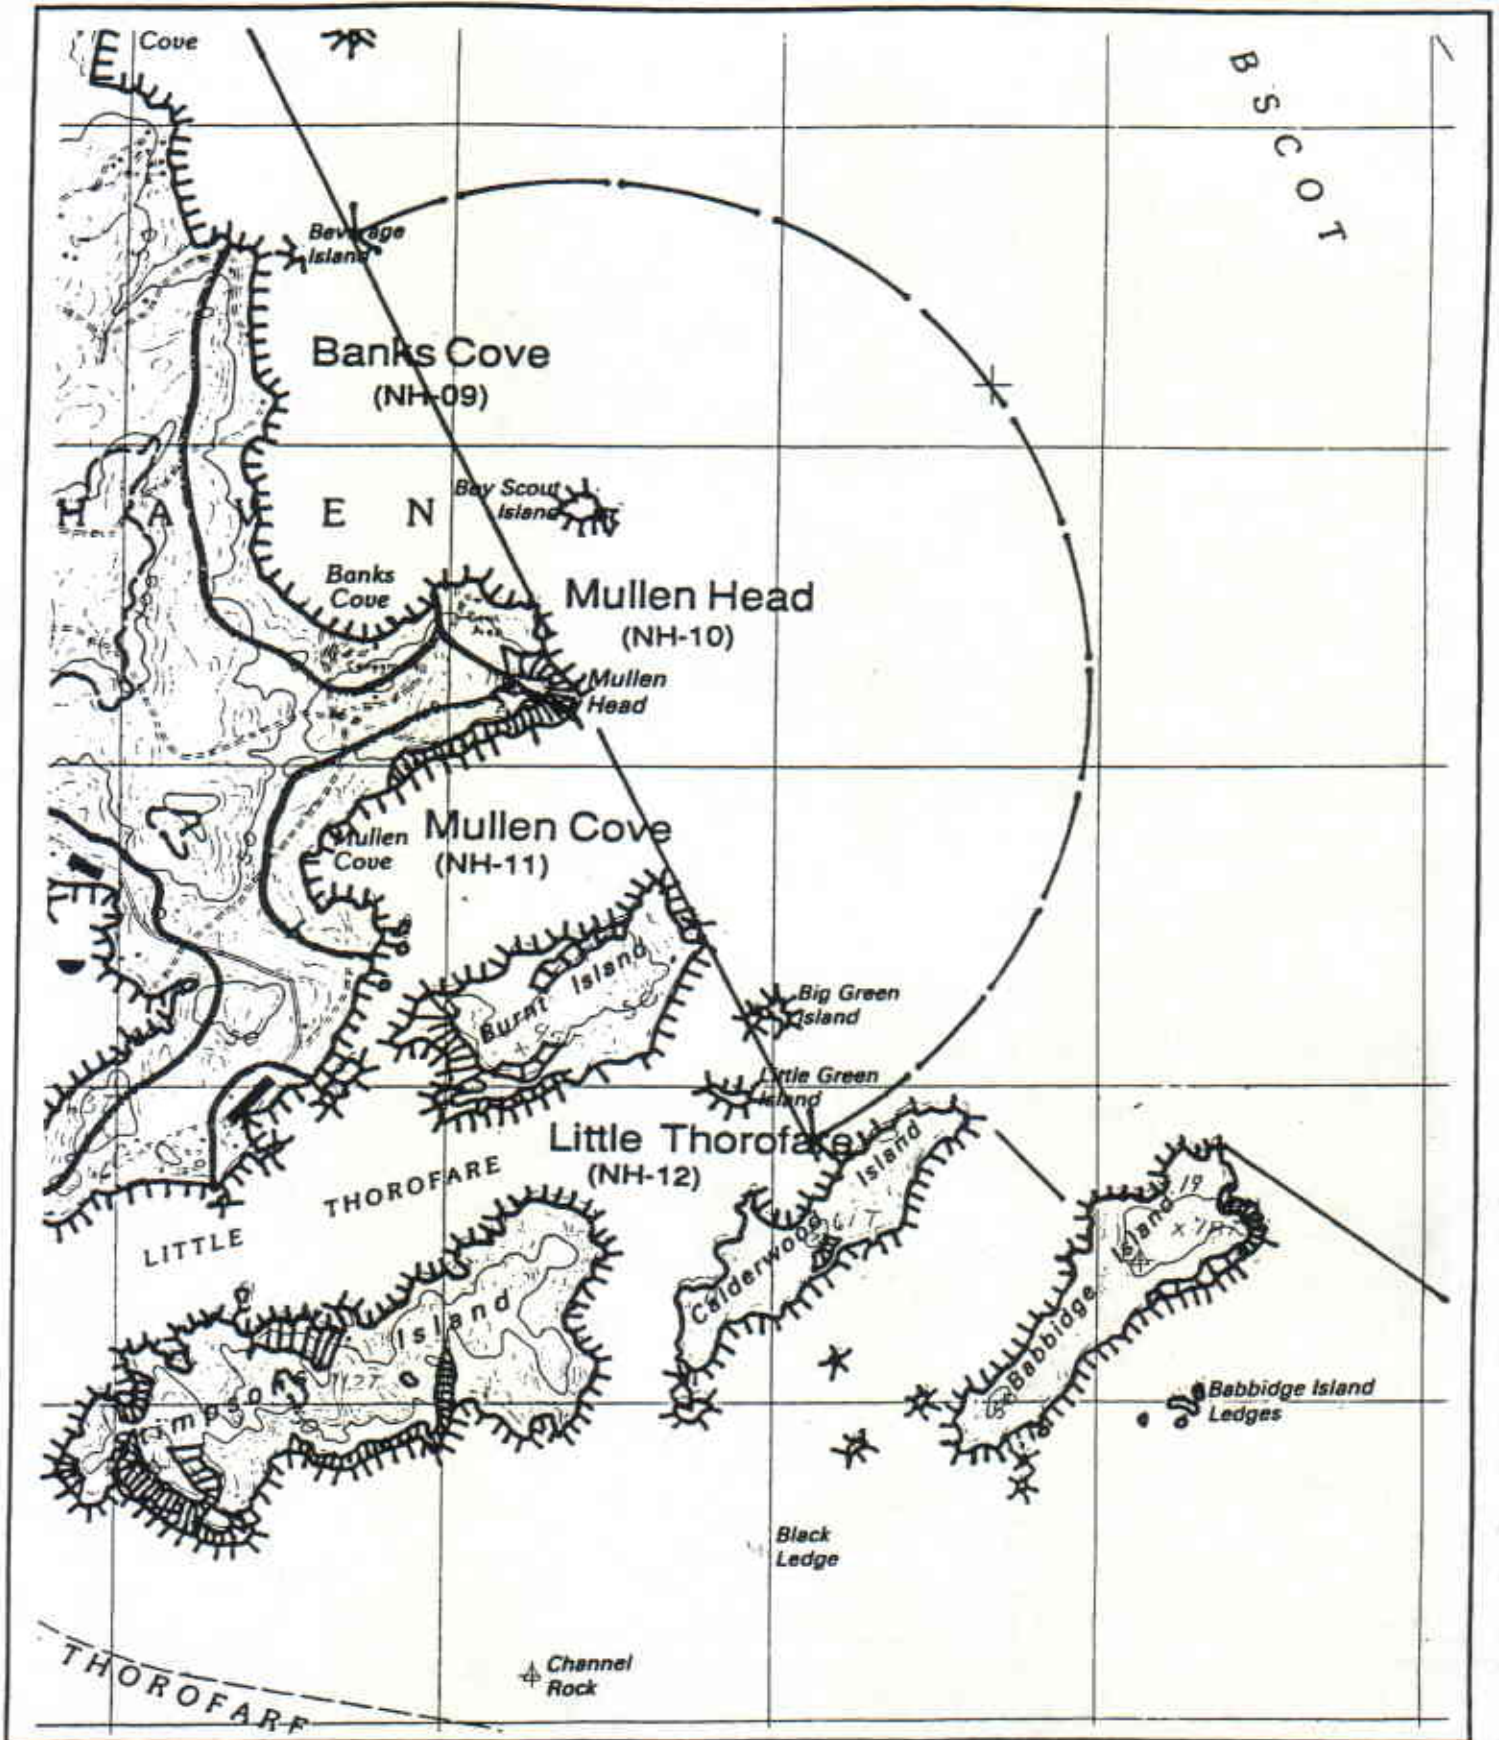 Cove
B S C O T
Beverage
Island
Banks Cove
(NH-09)
H A V E N
Boy Scout
Island
Banks
Cove
Mullen Head
(NH-10)
Mullen
Head
Mullen Cove
(NH-11)
Mullen
Cove
Burnt Island
Big Green
Island
Little Green
Island
Little Thorofare
(NH-12)
LITTLE THOROFARE
Calderwood Island
Babbidge Island
19
Island
Babbidge Island
Ledges
Black
Ledge
Channel
Rock
THOROFARE